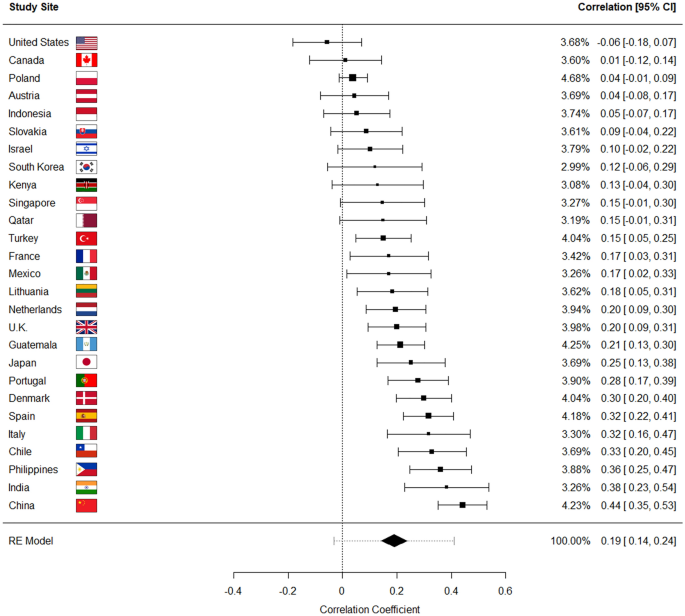 Study Site Correlation [95% CI]
United States 3.68% -0.06 [-0.18, 0.07]
Canada 3.60% 0.01 [-0.12, 0.14]
Poland 4.68% 0.04 [-0.01, 0.09]
Austria 3.69% 0.04 [-0.08, 0.17]
Indonesia 3.74% 0.05 [-0.07, 0.17]
Slovakia 3.61% 0.09 [-0.04, 0.22]
Israel 3.79% 0.10 [-0.02, 0.22]
South Korea 2.99% 0.12 [-0.06, 0.29]
Kenya 3.08% 0.13 [-0.04, 0.30]
Singapore 3.27% 0.15 [-0.01, 0.30]
Qatar 3.19% 0.15 [-0.01, 0.31]
Turkey 4.04% 0.15 [ 0.05, 0.25]
France 3.42% 0.17 [ 0.03, 0.31]
Mexico 3.26% 0.17 [ 0.02, 0.33]
Lithuania 3.62% 0.18 [ 0.05, 0.31]
Netherlands 3.94% 0.20 [ 0.09, 0.30]
U.K. 3.98% 0.20 [ 0.09, 0.31]
Guatemala 4.25% 0.21 [ 0.13, 0.30]
Japan 3.69% 0.25 [ 0.13, 0.38]
Portugal 3.90% 0.28 [ 0.17, 0.39]
Denmark 4.04% 0.30 [ 0.20, 0.40]
Spain 4.18% 0.32 [ 0.22, 0.41]
Italy 3.30% 0.32 [ 0.16, 0.47]
Chile 3.69% 0.33 [ 0.20, 0.45]
Philippines 3.88% 0.36 [ 0.25, 0.47]
India 3.26% 0.38 [ 0.23, 0.54]
China 4.23% 0.44 [ 0.35, 0.53]
RE Model 100.00% 0.19 [ 0.14, 0.24]
-0.4 -0.2 0 0.2 0.4 0.6
Correlation Coefficient